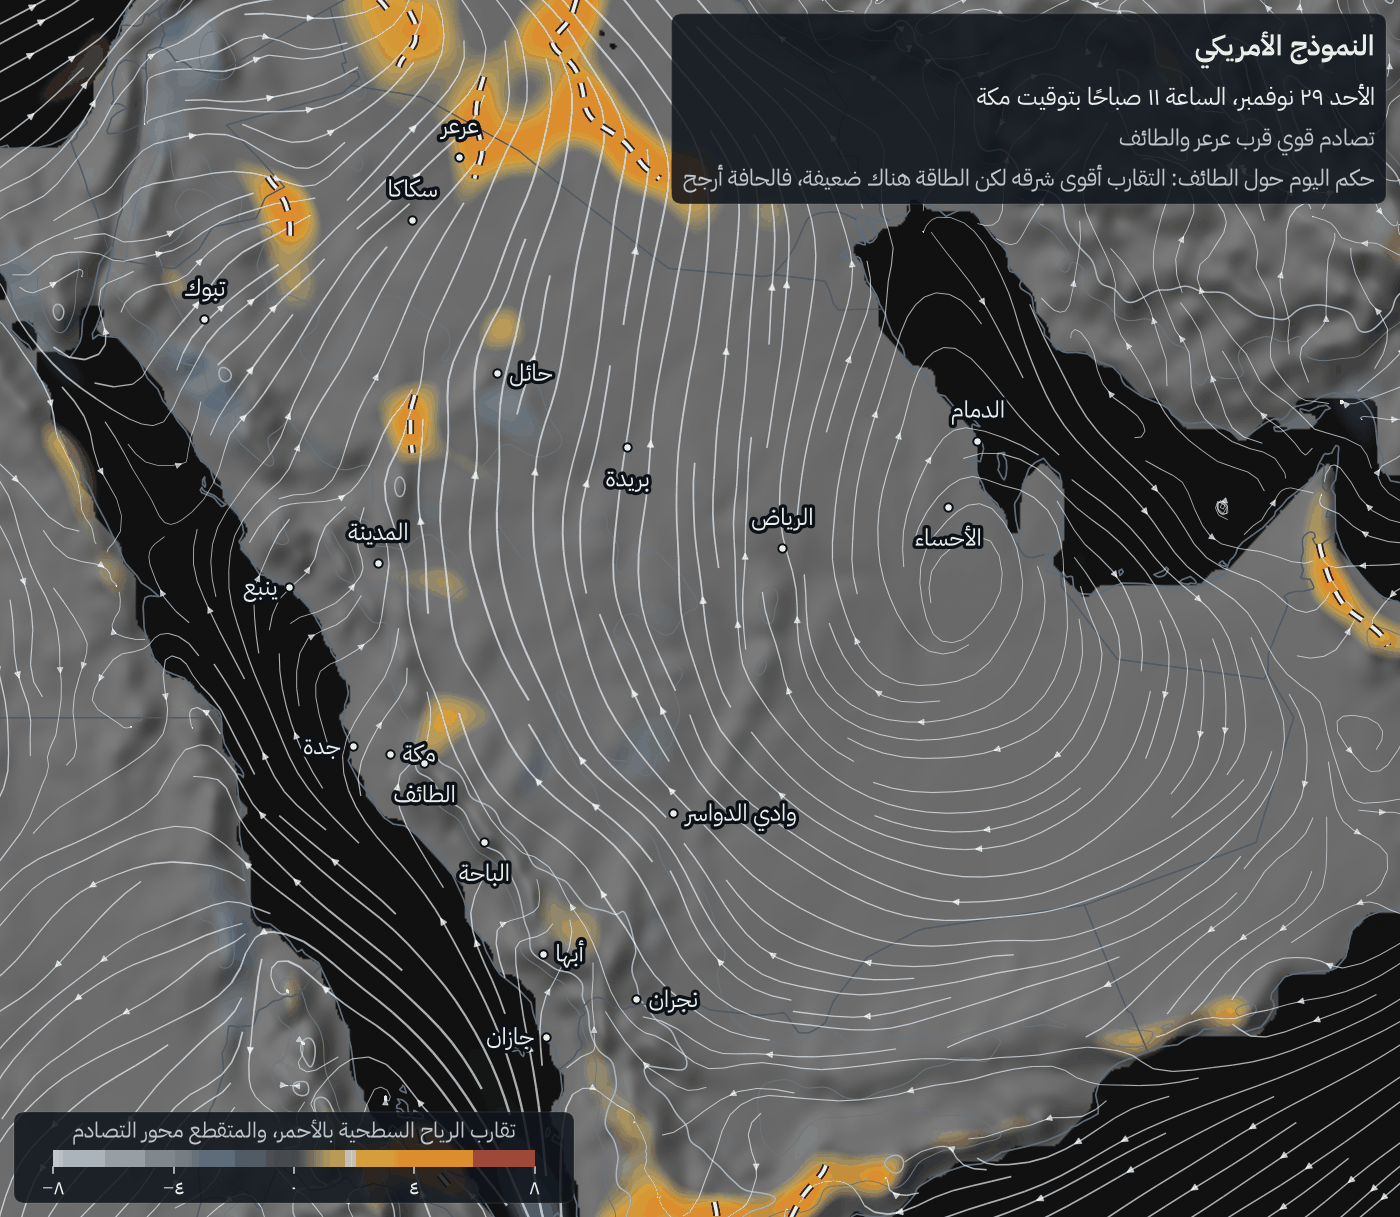 النموذج الأمريكي
الأحد ٢٩ نوفمبر، الساعة ١١ صباحًا بتوقيت مكة
تصادم قوي قرب عرعر والطائف
حكم اليوم حول الطائف: التقارب أقوى شرقه لكن الطاقة هناك ضعيفة، فالحافة أرجح
عرعر
سكاكا
تبوك
حائل
الدمام
بريدة
الرياض
الأحساء
المدينة
ينبع
جدة
مكة
الطائف
وادي الدواسر
الباحة
أبها
نجران
جازان
تقارب الرياح السطحية بالأحمر، والمتقطع محور التصادم
−٨ −٤ ٠ ٤ ٨